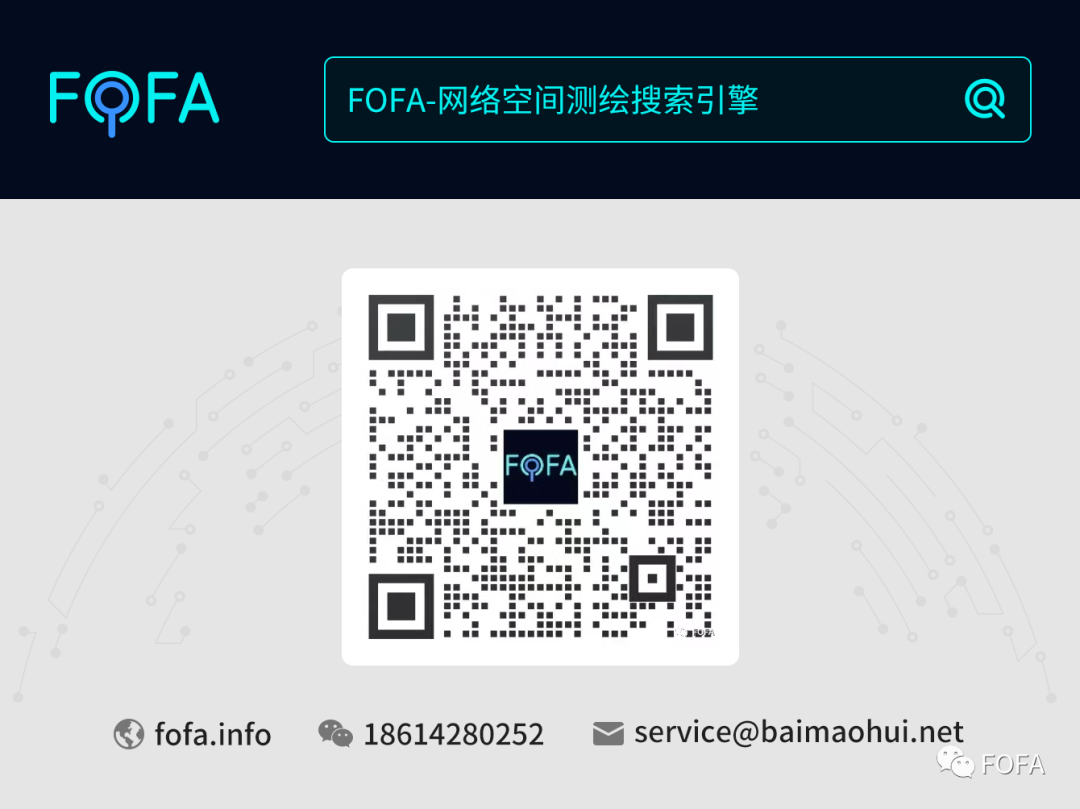 FOFA
FOFA-网络空间测绘搜索引擎
FOFA
FOFA
fofa.info
18614280252
service@baimaohui.net
FOFA